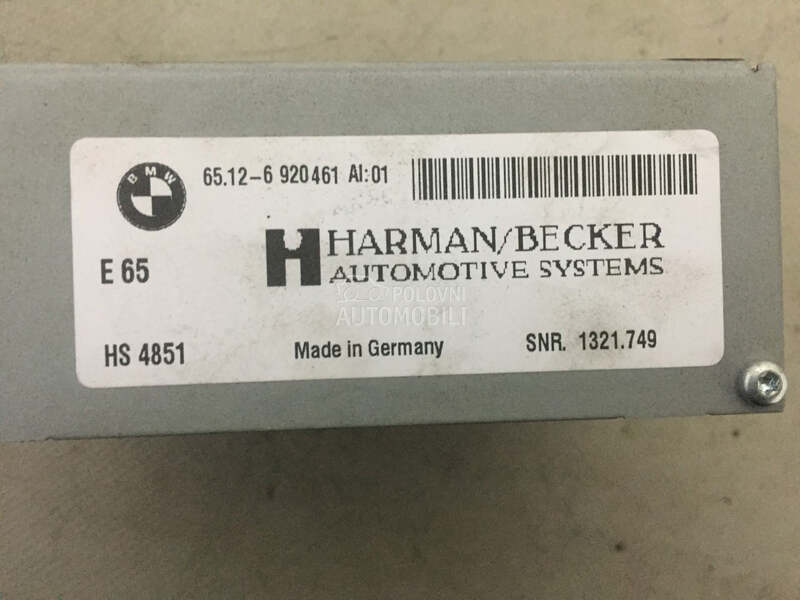 BMW
65.12-6 920461 AI:01
E 65
H HARMAN/BECKER
AUTOMOTIVE SYSTEMS
POLOVNI
AUTOMOBILI
HS 4851
Made in Germany
SNR. 1321.749